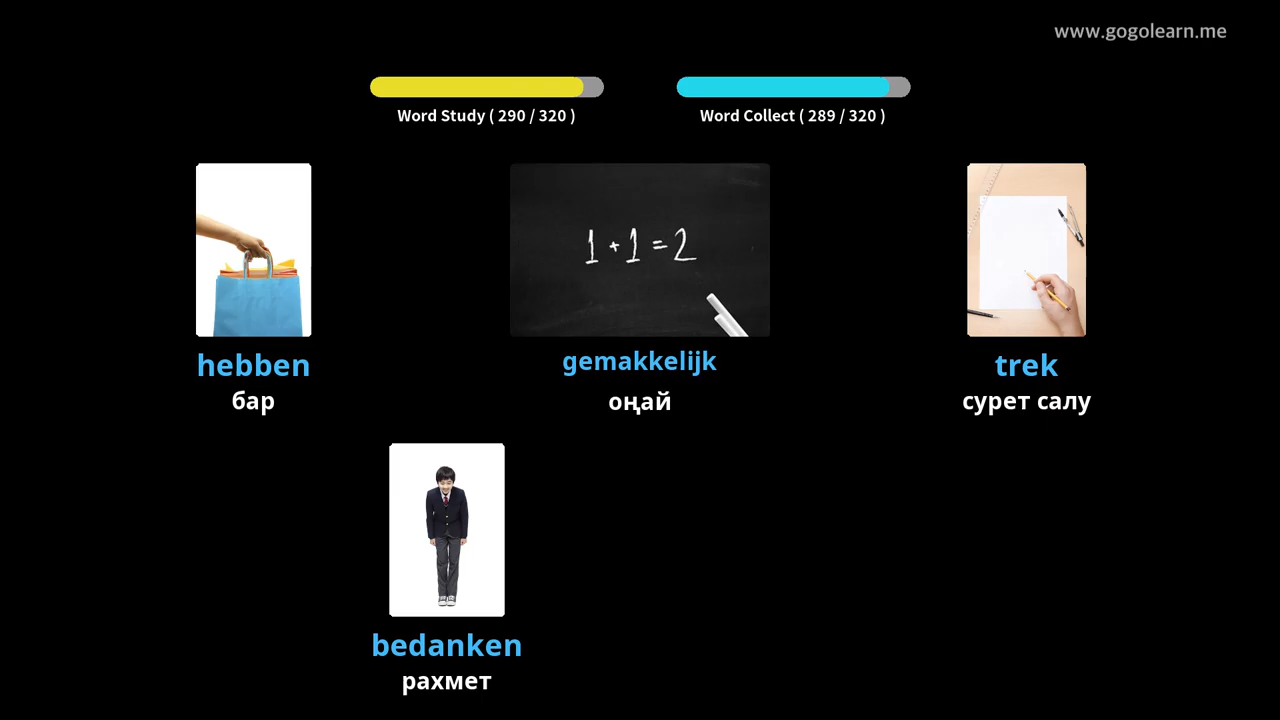 www.gogolearn.me
Word Study ( 290 / 320 )
Word Collect ( 289 / 320 )
1 + 1 = 2
hebben
gemakkelijk
trek
бар
оңай
сурет салу
bedanken
рахмет